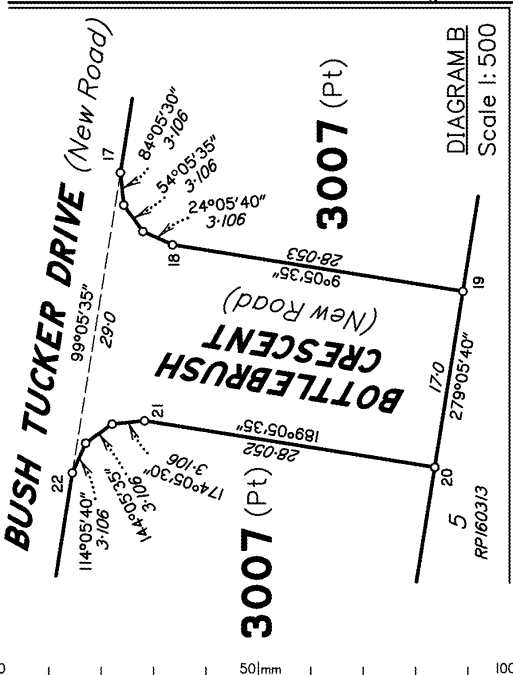 BUSH TUCKER DRIVE (New Road)
22
99°05'35"
29·0
17
114°05'40"
3·106
144°05'35"
3·106
174°05'30"
3·106
21
84°05'30"
3·106
54°05'35"
3·106
24°05'40"
3·106
18
BOTTLEBRUSH
CRESCENT
(New Road)
189°05'35"
28·052
9°05'35"
28·053
3007 (Pt)
3007 (Pt)
20
17·0
279°05'40"
19
5
RP160313
DIAGRAM B
Scale 1:500
0
50 mm
100